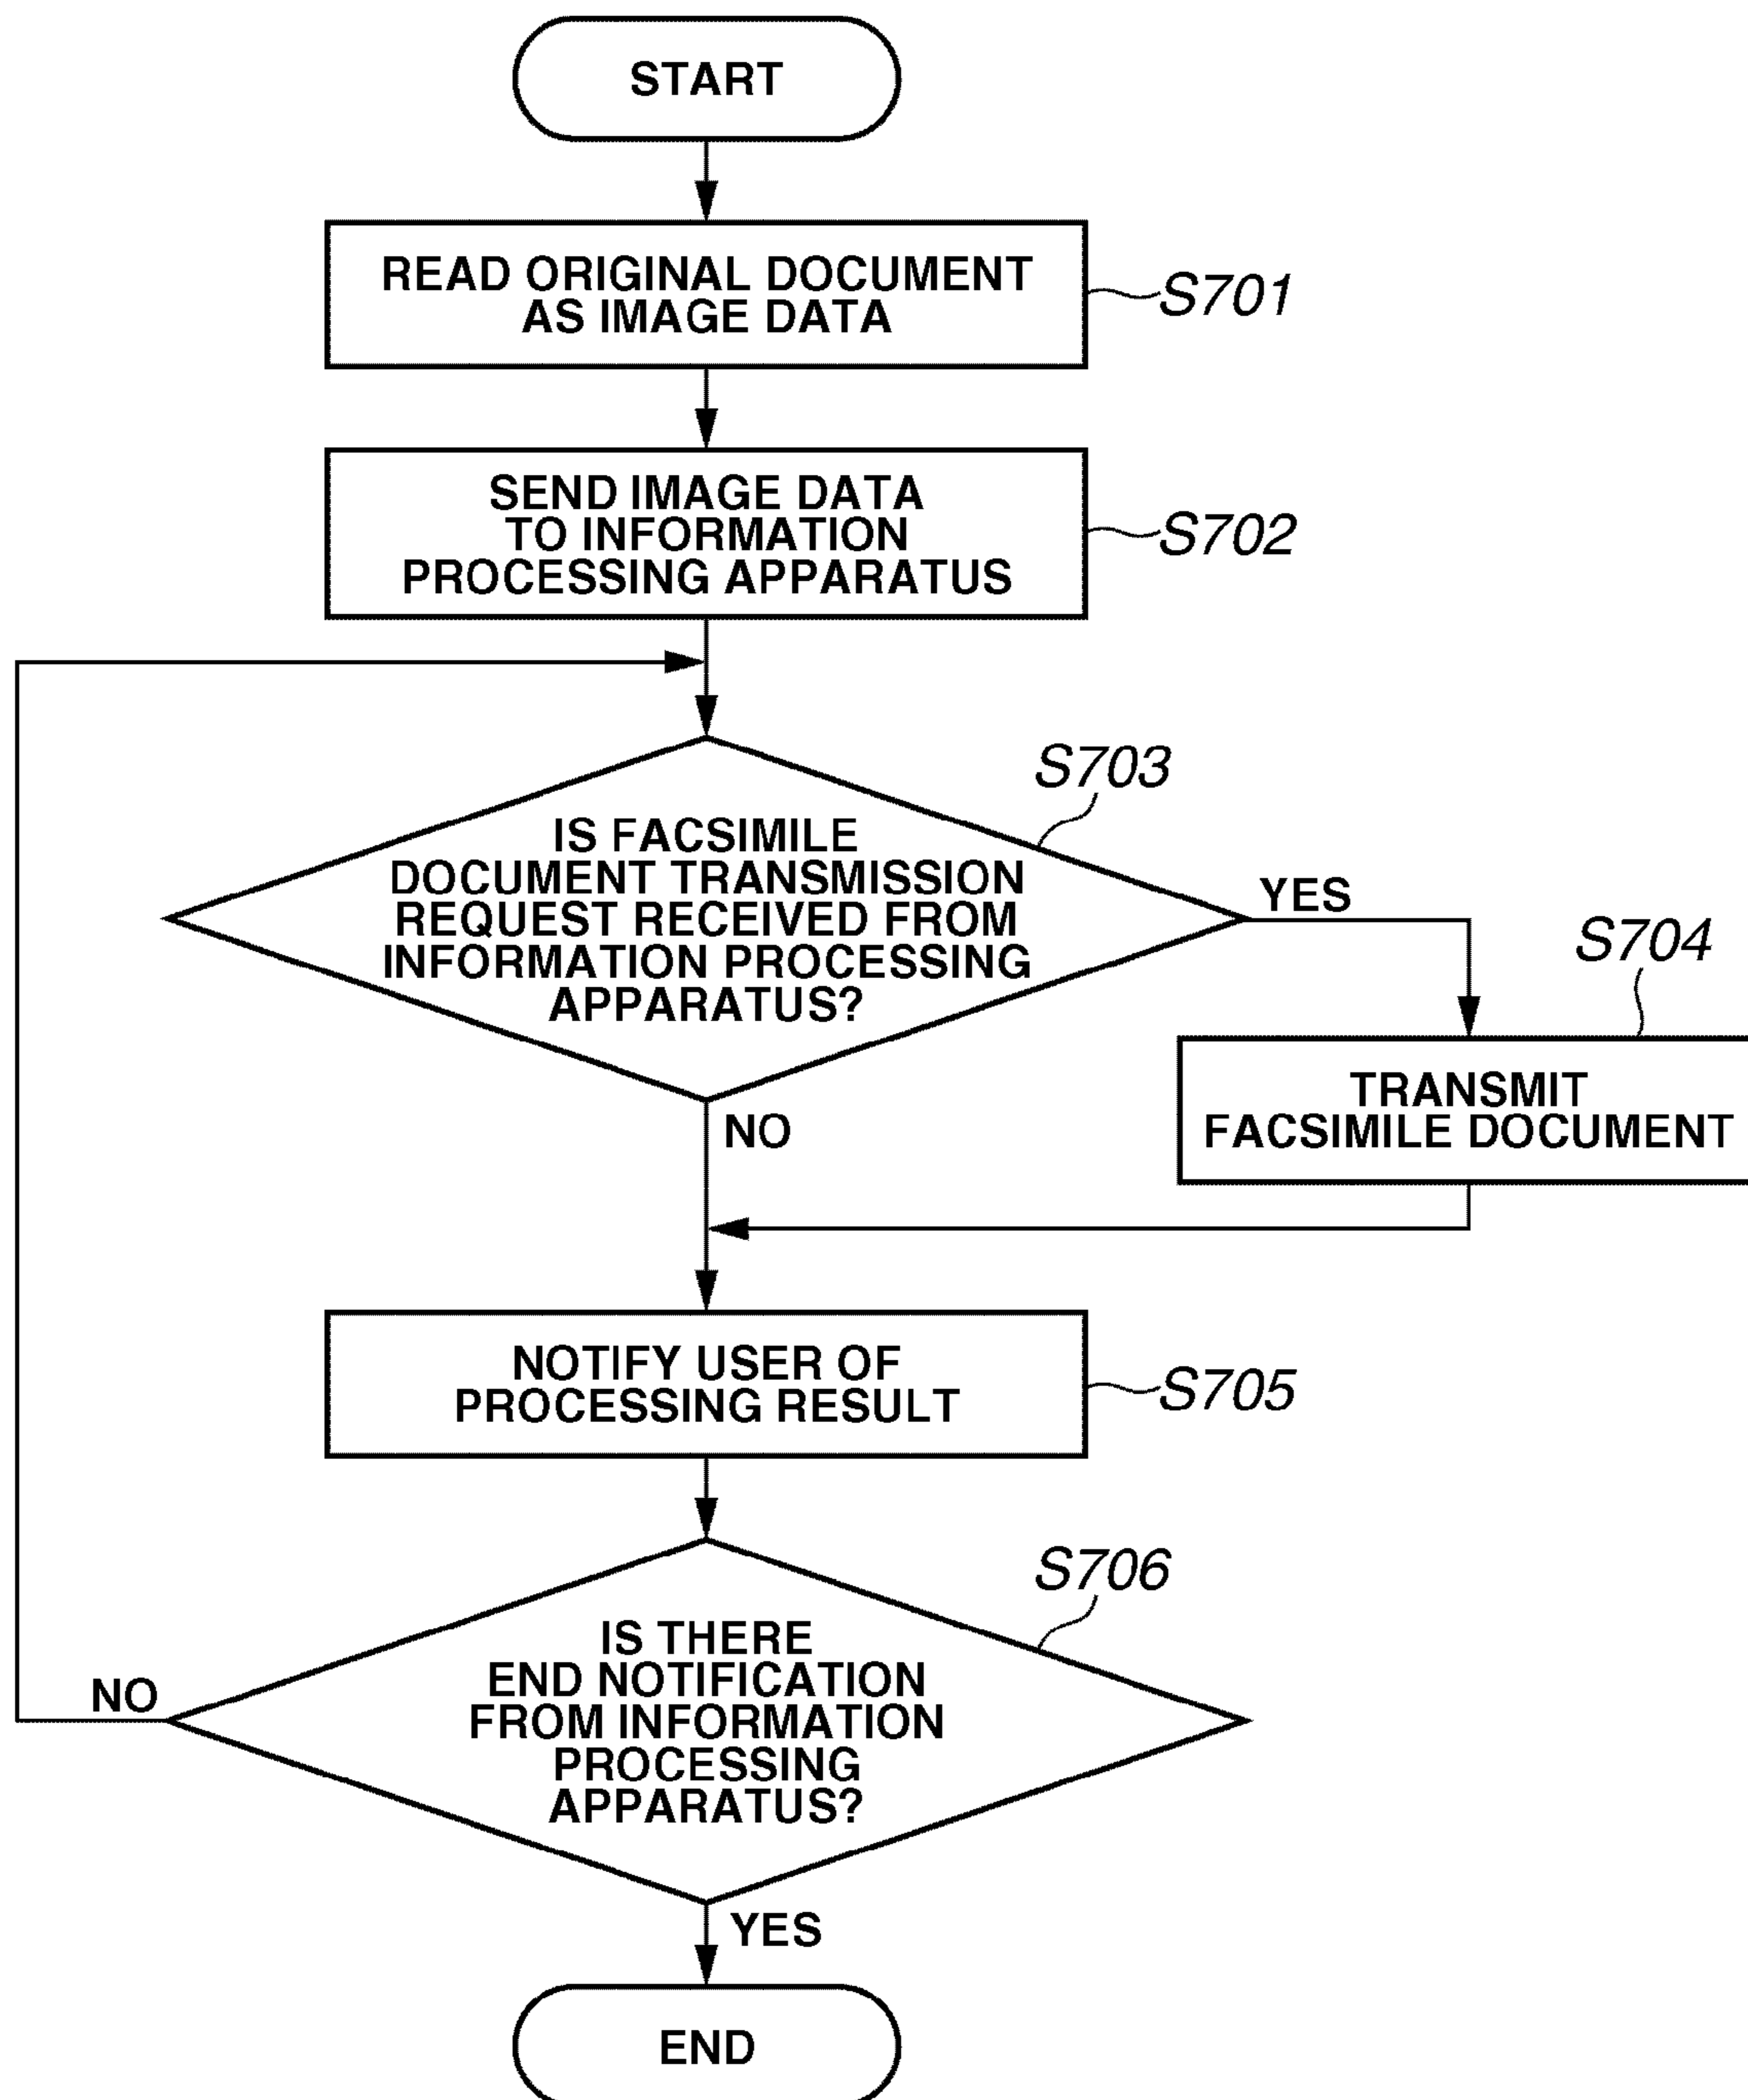 START
READ ORIGINAL DOCUMENT
AS IMAGE DATA
S701
SEND IMAGE DATA
TO INFORMATION
PROCESSING APPARATUS
S702
S703
IS FACSIMILE
DOCUMENT TRANSMISSION
REQUEST RECEIVED FROM
INFORMATION PROCESSING
APPARATUS?
YES
S704
TRANSMIT
FACSIMILE DOCUMENT
NO
NOTIFY USER OF
PROCESSING RESULT
S705
S706
IS THERE
END NOTIFICATION
FROM INFORMATION
PROCESSING
APPARATUS?
NO
YES
END